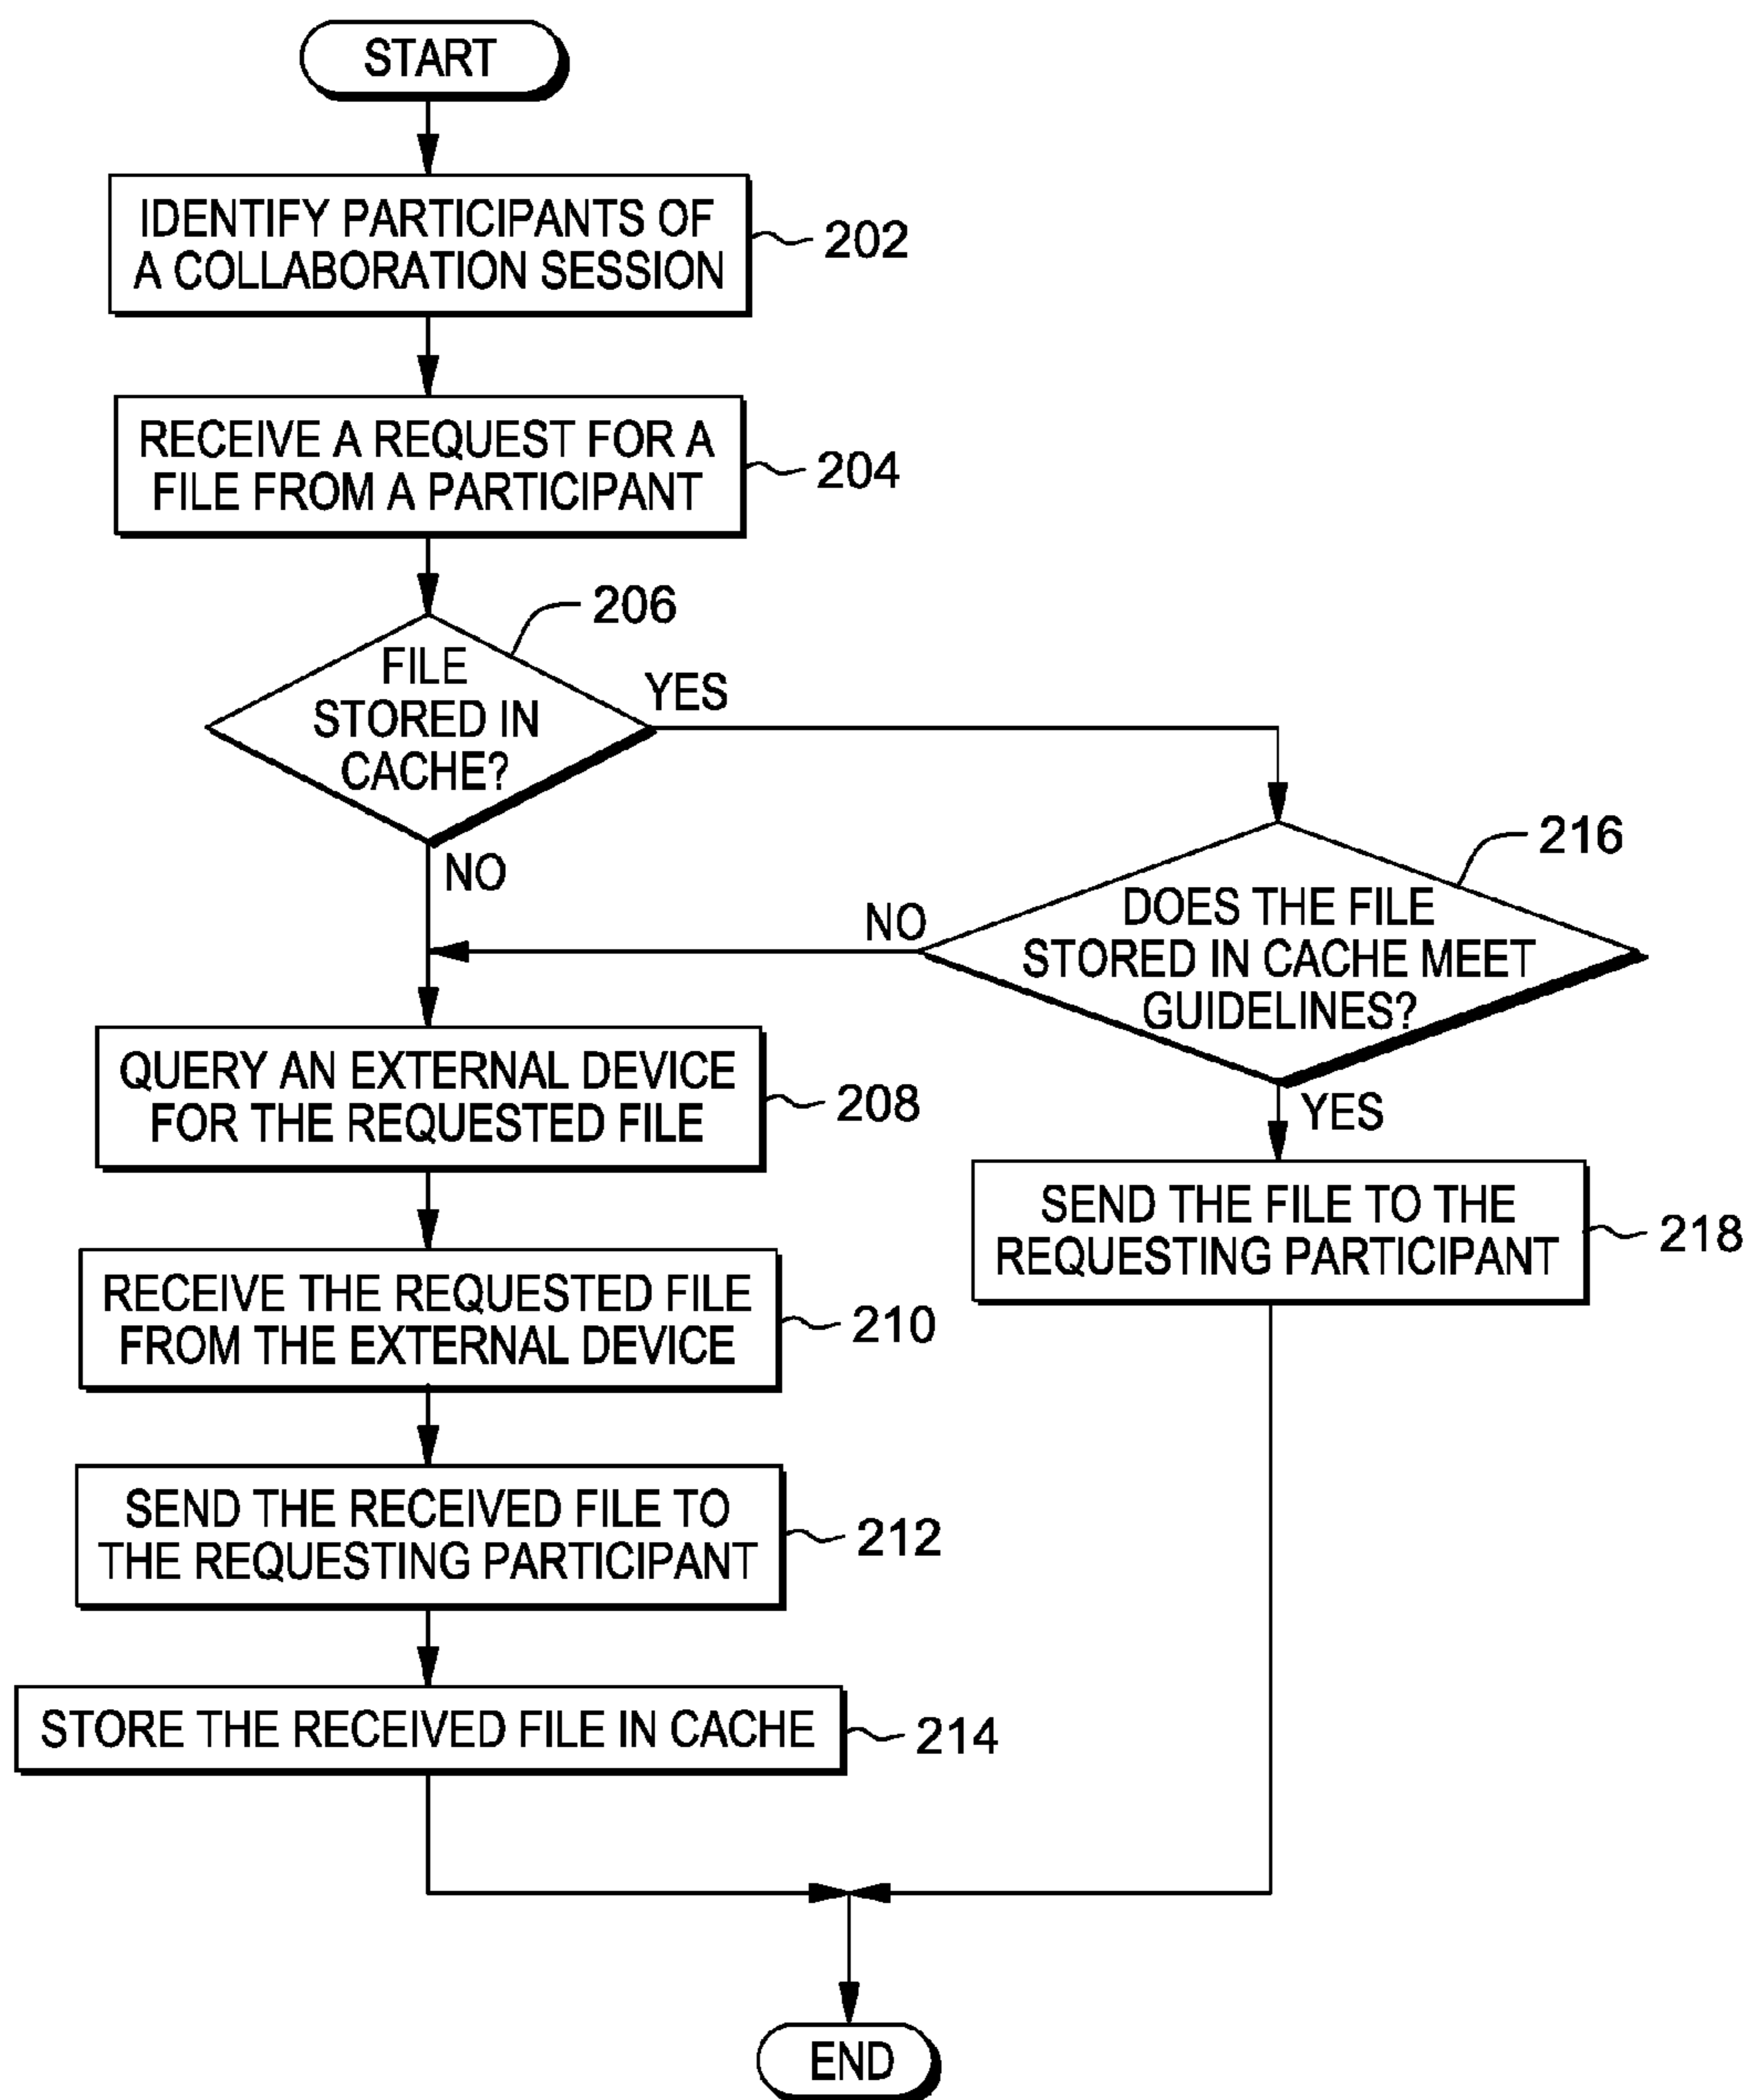 START
IDENTIFY PARTICIPANTS OF
A COLLABORATION SESSION
202
RECEIVE A REQUEST FOR A
FILE FROM A PARTICIPANT
204
206
FILE
STORED IN
CACHE?
YES
NO
216
DOES THE FILE
STORED IN CACHE MEET
GUIDELINES?
NO
YES
QUERY AN EXTERNAL DEVICE
FOR THE REQUESTED FILE
208
SEND THE FILE TO THE
REQUESTING PARTICIPANT
218
RECEIVE THE REQUESTED FILE
FROM THE EXTERNAL DEVICE
210
SEND THE RECEIVED FILE TO
THE REQUESTING PARTICIPANT
212
STORE THE RECEIVED FILE IN CACHE
214
END